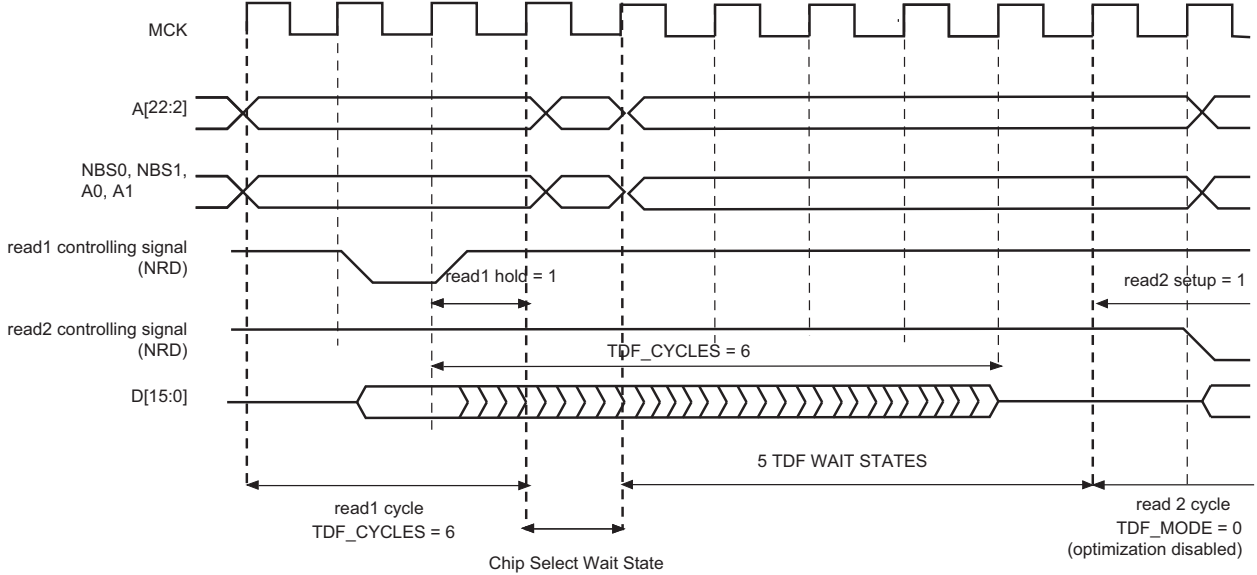 MCK
A[22:2]
NBS0, NBS1,
A0, A1
read1 controlling signal
(NRD)
read1 hold = 1
read2 setup = 1
read2 controlling signal
(NRD)
TDF_CYCLES = 6
D[15:0]
5 TDF WAIT STATES
read1 cycle
TDF_CYCLES = 6
read 2 cycle
TDF_MODE = 0
(optimization disabled)
Chip Select Wait State